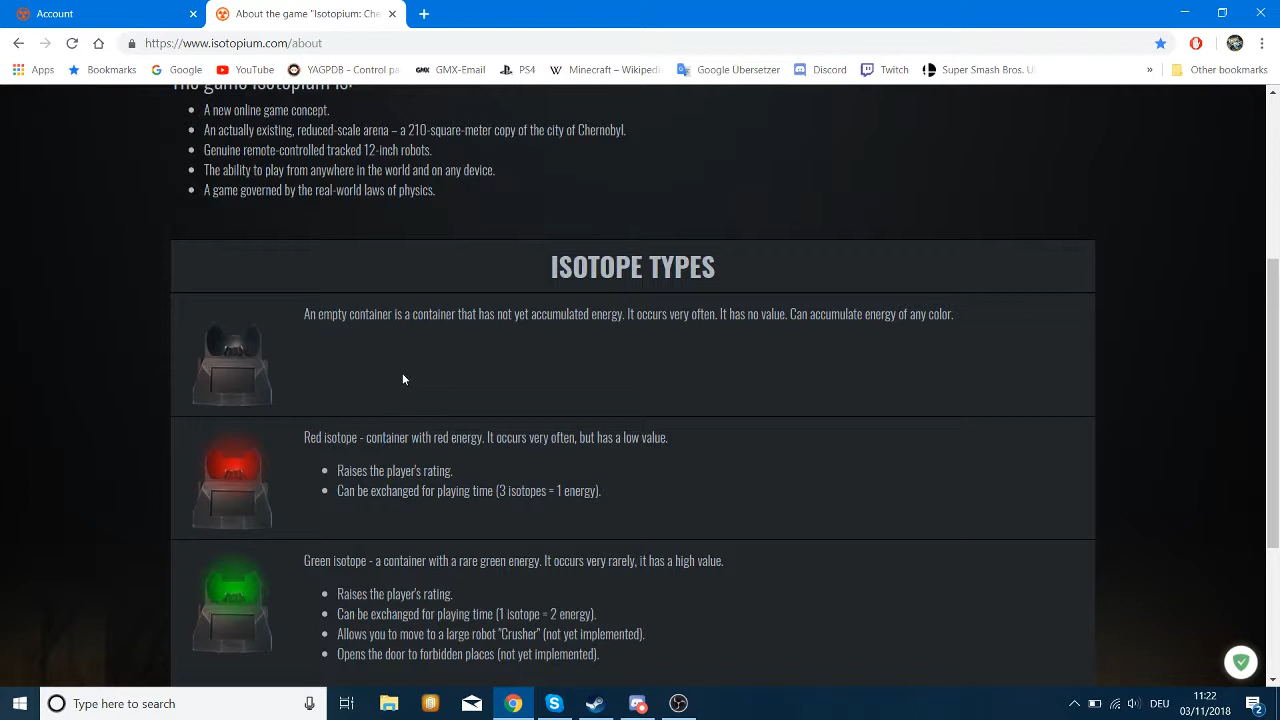 Account
About the game "Isotopium: Che
https://www.isotopium.com/about
Apps
Bookmarks
Google
YouTube
YAGPDB - Control pa
GMX-Email
PS4
Minecraft – Wikipedi
Google Übersetzer
Discord
Twitch
Super Smash Bros. Ul
»
Other bookmarks
The game Isotopium is:
A new online game concept.
An actually existing, reduced-scale arena – a 210-square-meter copy of the city of Chernobyl.
Genuine remote-controlled tracked 12-inch robots.
The ability to play from anywhere in the world and on any device.
A game governed by the real-world laws of physics.
ISOTOPE TYPES
An empty container is a container that has not yet accumulated energy. It occurs very often. It has no value. Can accumulate energy of any color.
Red isotope - container with red energy. It occurs very often, but has a low value.
Raises the player's rating.
Can be exchanged for playing time (3 isotopes = 1 energy).
Green isotope - a container with a rare green energy. It occurs very rarely, it has a high value.
Raises the player's rating.
Can be exchanged for playing time (1 isotope = 2 energy).
Allows you to move to a large robot "Crusher" (not yet implemented).
Opens the door to forbidden places (not yet implemented).
Type here to search
DEU
11:22
03/11/2018
2